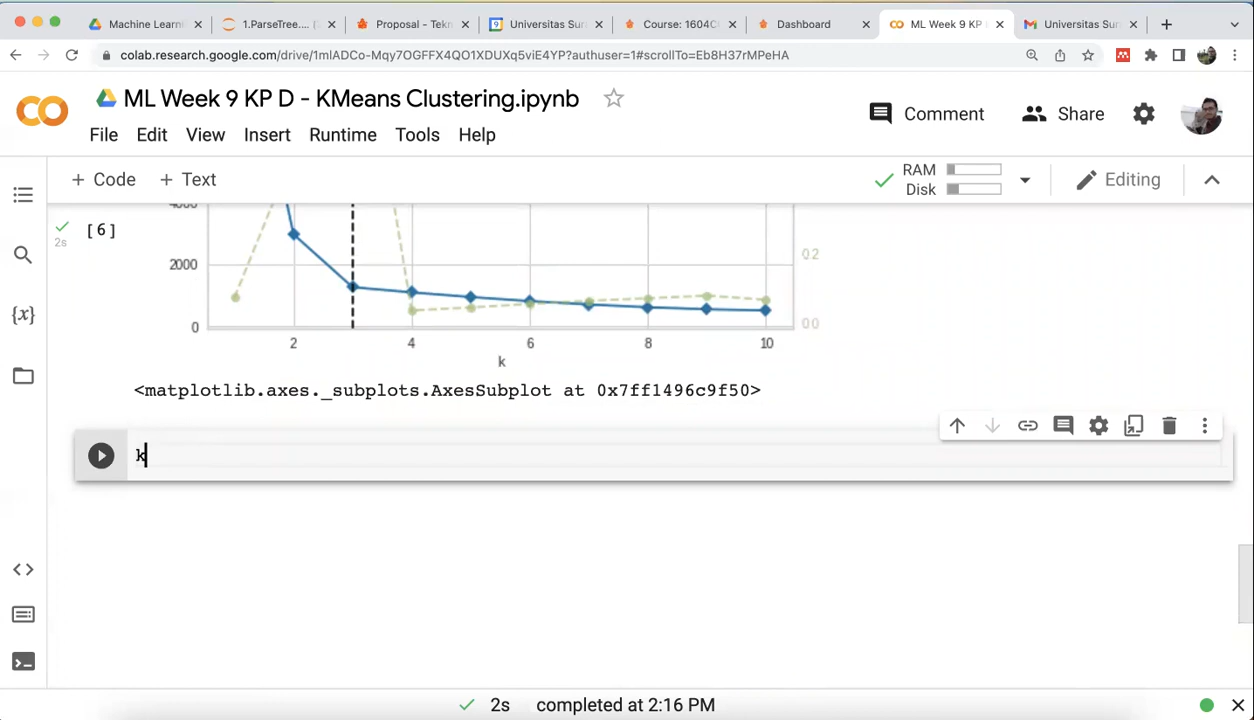 Machine Learni
1.ParseTree....
Proposal - Tekn
Universitas Sur
Course: 1604C
Dashboard
ML Week 9 KP
Universitas Sur
colab.research.google.com/drive/1mlADCo-Mqy7OGFFX4QO1XDUXq5viE4YP?authuser=1#scrollTo=Eb8H37rMPeHA
ML Week 9 KP D - KMeans Clustering.ipynb
Comment
Share
File Edit View Insert Runtime Tools Help
+ Code + Text
RAM
Disk
Editing
[6]
2s
4000
2000
0
0.2
0.0
2 4 6 8 10
k
<matplotlib.axes._subplots.AxesSubplot at 0x7ff1496c9f50>
k
2s completed at 2:16 PM